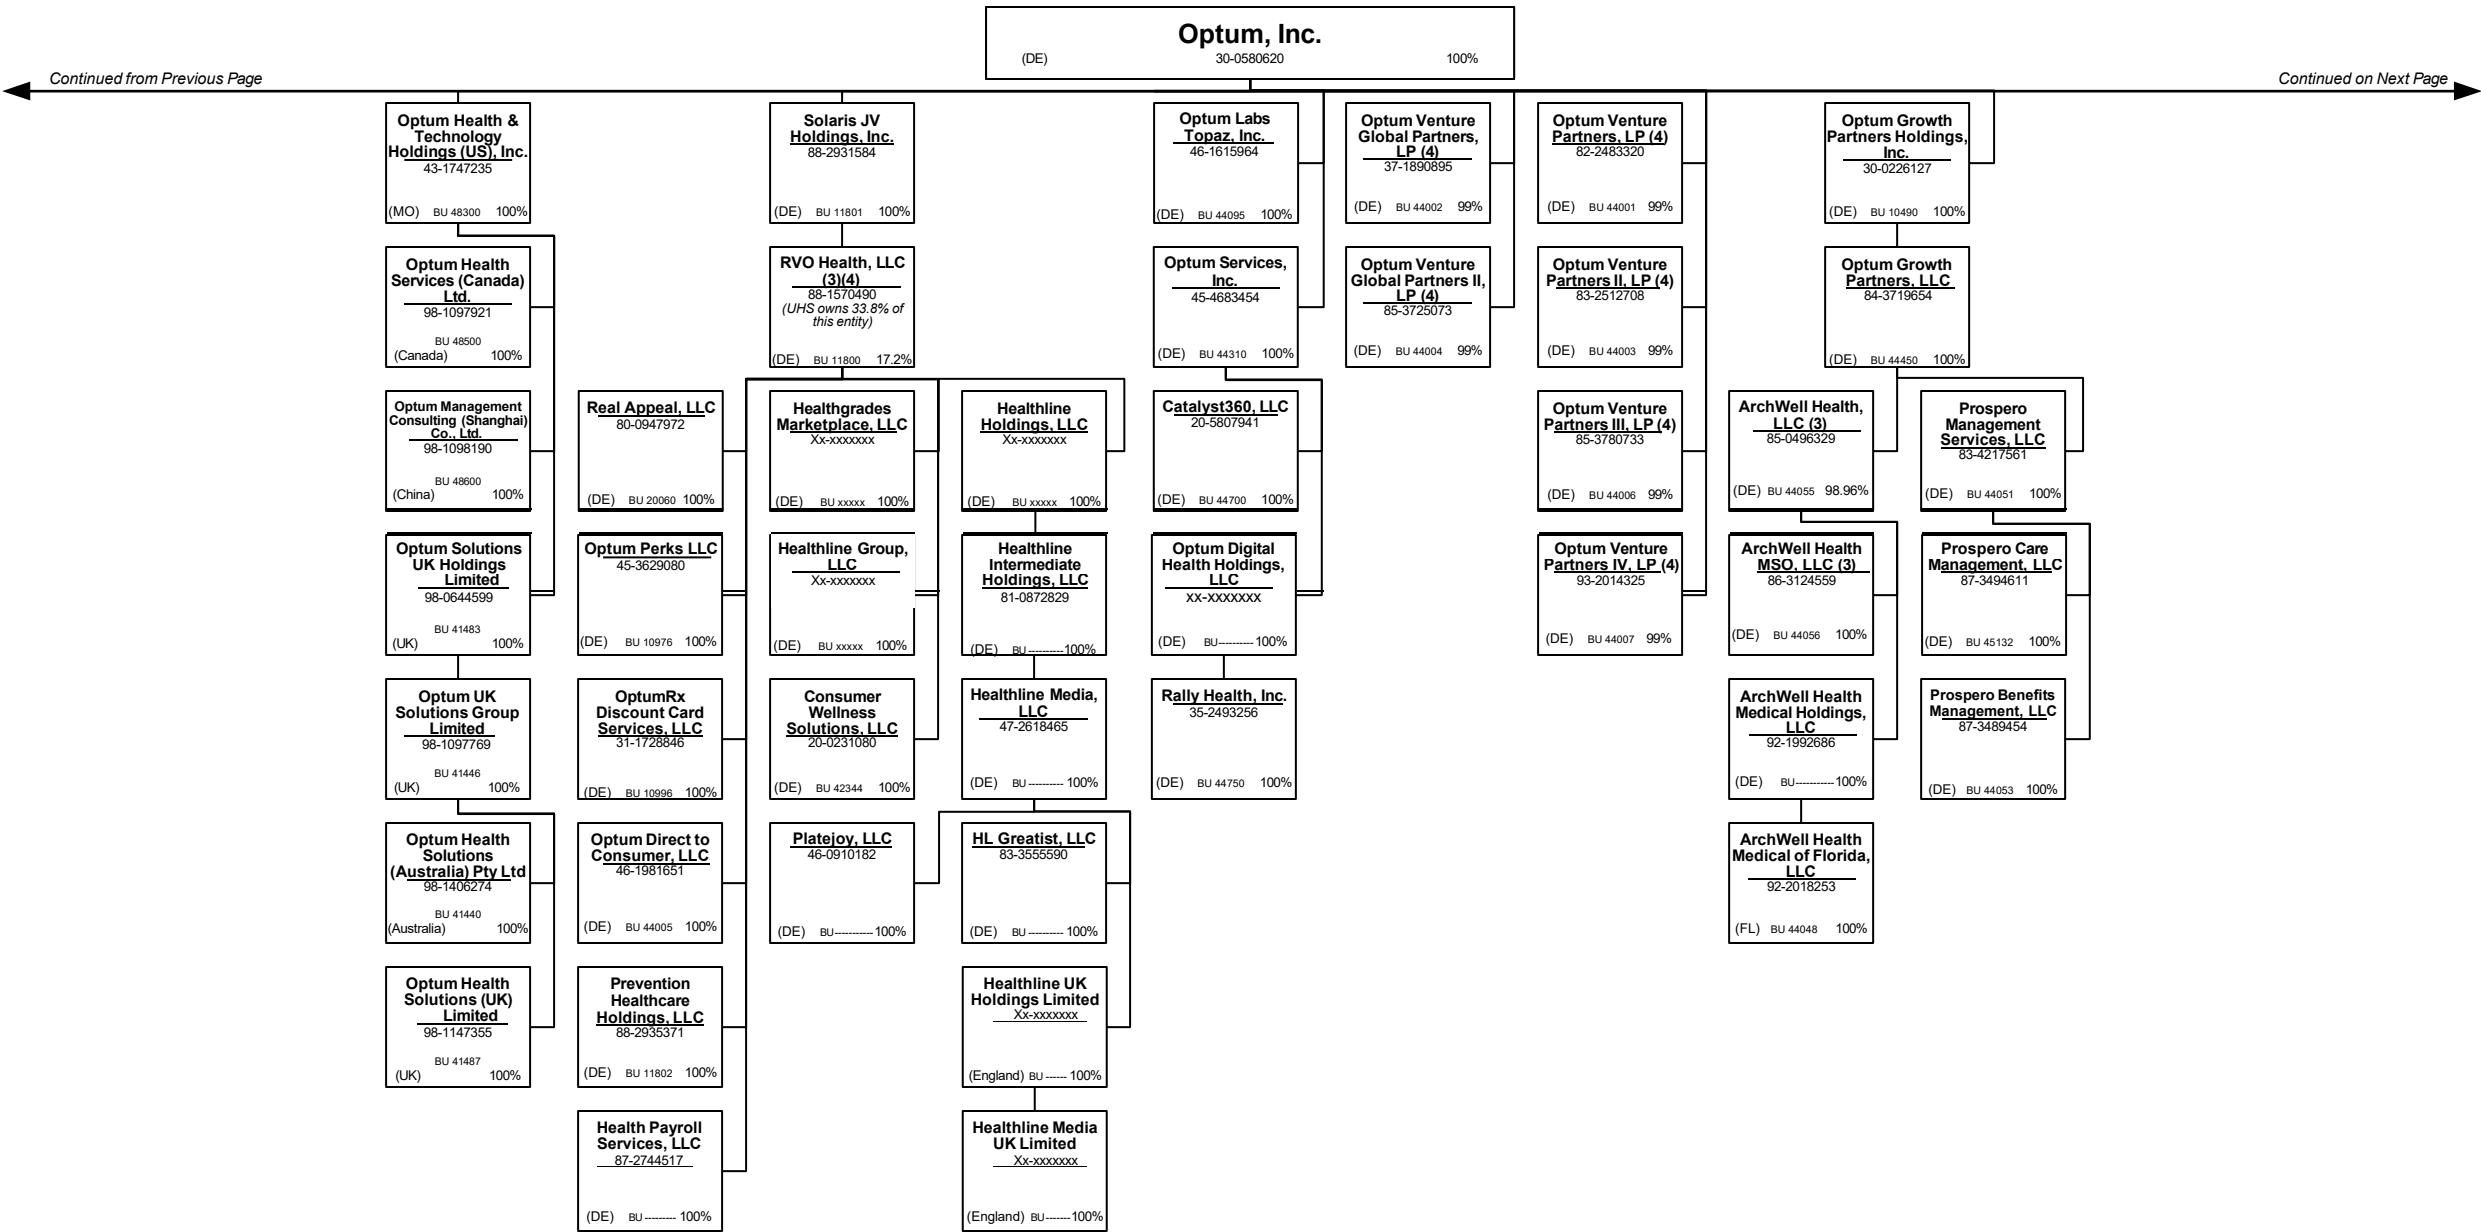 Optum, Inc.
(DE) 30-0580620 100%
Continued from Previous Page
Continued on Next Page
Optum Health &
Technology
Holdings (US), Inc.
43-1747235
(MO) BU 48300 100%
Solaris JV
Holdings, Inc.
88-2931584
(DE) BU 11801 100%
Optum Labs
Topaz, Inc.
46-1615964
(DE) BU 44095 100%
Optum Venture
Global Partners,
LP (4)
37-1890895
(DE) BU 44002 99%
Optum Venture
Partners, LP (4)
82-2483320
(DE) BU 44001 99%
Optum Growth
Partners Holdings,
Inc.
30-0226127
(DE) BU 10490 100%
Optum Health
Services (Canada)
Ltd.
98-1097921
BU 48500
(Canada) 100%
RVO Health, LLC
(3)(4)
88-1570490
(UHS owns 33.8% of
this entity)
(DE) BU 11800 17.2%
Optum Services,
Inc.
45-4683454
(DE) BU 44310 100%
Optum Venture
Global Partners II,
LP (4)
85-3725073
(DE) BU 44004 99%
Optum Venture
Partners II, LP (4)
83-2512708
(DE) BU 44003 99%
Optum Growth
Partners, LLC
84-3719654
(DE) BU 44450 100%
Optum Management
Consulting (Shanghai)
Co., Ltd.
98-1098190
BU 48600
(China) 100%
Real Appeal, LLC
80-0947972
(DE) BU 20060 100%
Healthgrades
Marketplace, LLC
Xx-xxxxxxx
(DE) BU xxxxx 100%
Healthline
Holdings, LLC
Xx-xxxxxxx
(DE) BU xxxxx 100%
Catalyst360, LLC
20-5807941
(DE) BU 44700 100%
Optum Venture
Partners III, LP (4)
85-3780733
(DE) BU 44006 99%
ArchWell Health,
LLC (3)
85-0496329
(DE) BU 44055 98.96%
Prospero
Management
Services, LLC
83-4217561
(DE) BU 44051 100%
Optum Solutions
UK Holdings
Limited
98-0644599
BU 41483
(UK) 100%
Optum Perks LLC
45-3629080
(DE) BU 10976 100%
Healthline Group,
LLC
Xx-xxxxxxx
(DE) BU xxxxx 100%
Healthline
Intermediate
Holdings, LLC
81-0872829
(DE) BU ---------- 100%
Optum Digital
Health Holdings,
LLC
xx-xxxxxxx
(DE) BU---------- 100%
Optum Venture
Partners IV, LP (4)
93-2014325
(DE) BU 44007 99%
ArchWell Health
MSO, LLC (3)
86-3124559
(DE) BU 44056 100%
Prospero Care
Management, LLC
87-3494611
(DE) BU 45132 100%
Optum UK
Solutions Group
Limited
98-1097769
BU 41446
(UK) 100%
OptumRx
Discount Card
Services, LLC
31-1728846
(DE) BU 10996 100%
Consumer
Wellness
Solutions, LLC
20-0231080
(DE) BU 42344 100%
Healthline Media,
LLC
47-2618465
(DE) BU ---------- 100%
Rally Health, Inc.
35-2493256
(DE) BU 44750 100%
ArchWell Health
Medical Holdings,
LLC
92-1992686
(DE) BU----------- 100%
Prospero Benefits
Management, LLC
87-3489454
(DE) BU 44053 100%
Optum Health
Solutions
(Australia) Pty Ltd
98-1406274
BU 41440
(Australia) 100%
Optum Direct to
Consumer, LLC
46-1981651
(DE) BU 44005 100%
Platejoy, LLC
46-0910182
(DE) BU----------- 100%
HL Greatist, LLC
83-3555590
(DE) BU ---------- 100%
ArchWell Health
Medical of Florida,
LLC
92-2018253
(FL) BU 44048 100%
Optum Health
Solutions (UK)
Limited
98-1147355
BU 41487
(UK) 100%
Prevention
Healthcare
Holdings, LLC
88-2935371
(DE) BU 11802 100%
Healthline UK
Holdings Limited
Xx-xxxxxxx
(England) BU ------ 100%
Health Payroll
Services, LLC
87-2744517
(DE) BU --------- 100%
Healthline Media
UK Limited
Xx-xxxxxxx
(England) BU------- 100%